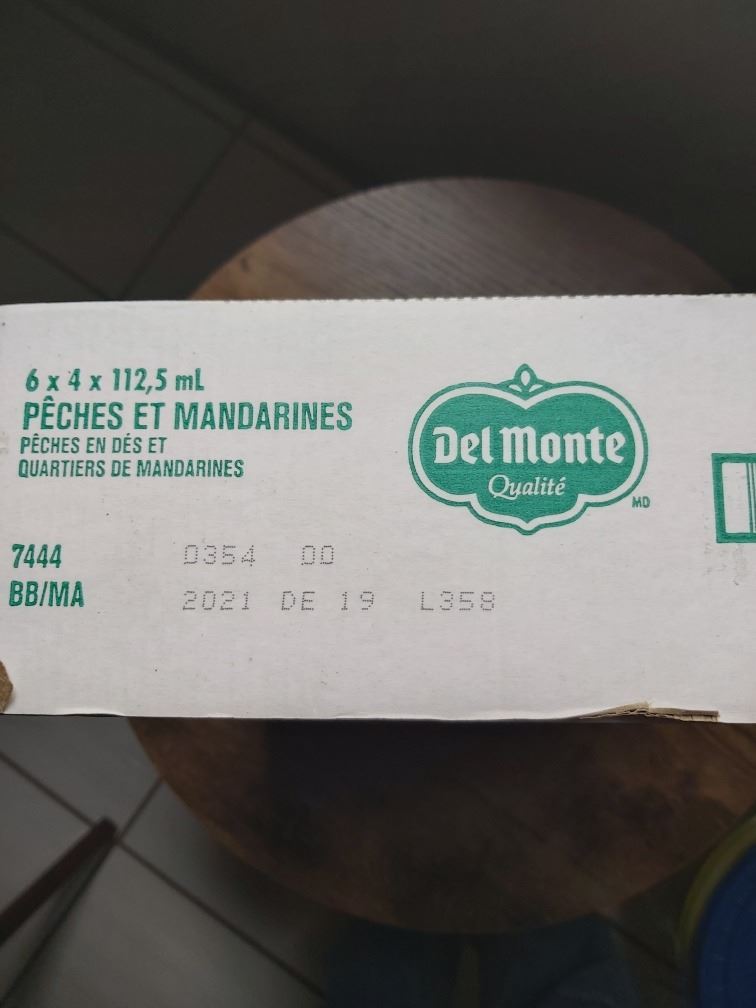 6 x 4 x 112,5 mL
PÊCHES ET MANDARINES
PÊCHES EN DÉS ET
QUARTIERS DE MANDARINES
Del Monte
Qualité
MD
7444 0354 00
BB/MA 2021 DE 19 L358